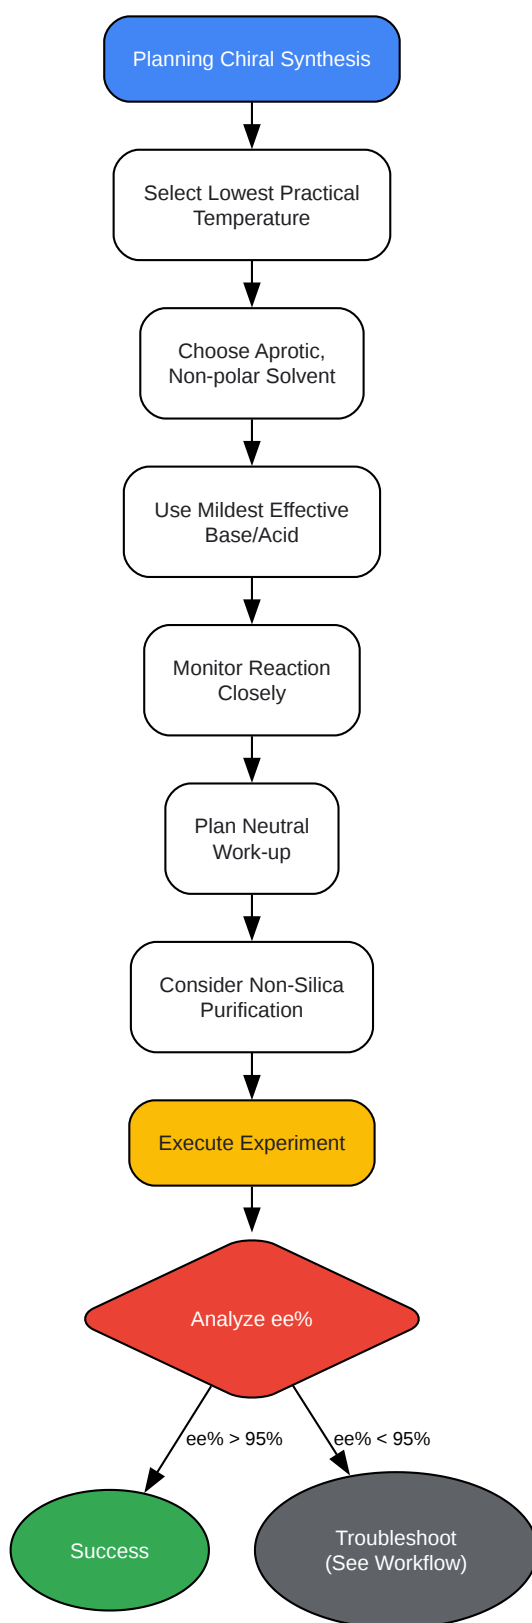 Planning Chiral Synthesis
Select Lowest Practical
Temperature
Choose Aprotic,
Non-polar Solvent
Use Mildest Effective
Base/Acid
Monitor Reaction
Closely
Plan Neutral
Work-up
Consider Non-Silica
Purification
Execute Experiment
Analyze ee%
ee% > 95%
ee% < 95%
Success
Troubleshoot
(See Workflow)